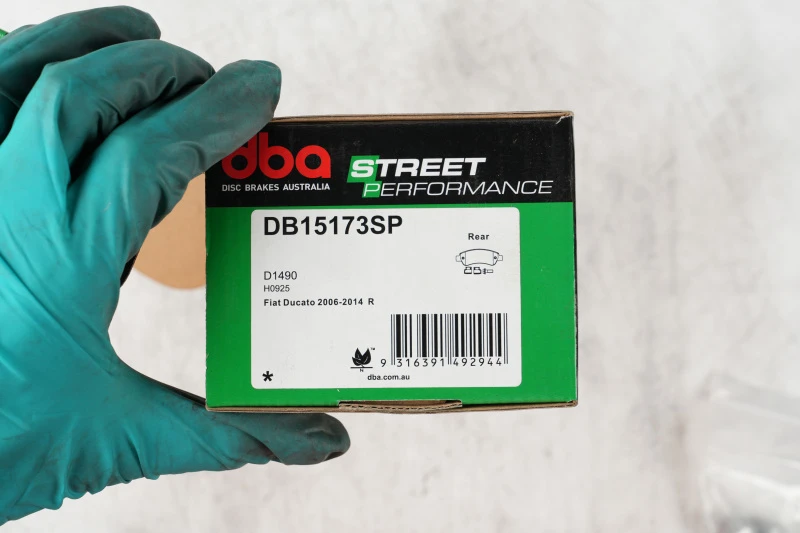 dba
DISC BRAKES AUSTRALIA
STREET
PERFORMANCE
DB15173SP
Rear
D1490
H0925
Fiat Ducato 2006-2014 R
™
N
9 316391 492944
*
dba.com.au